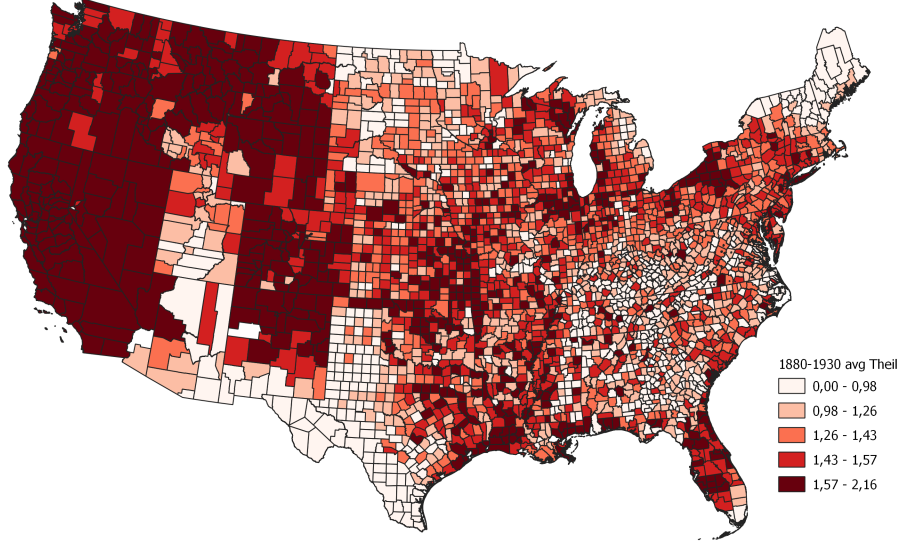 1880-1930 avg Theil
0,00 - 0,98
0,98 - 1,26
1,26 - 1,43
1,43 - 1,57
1,57 - 2,16